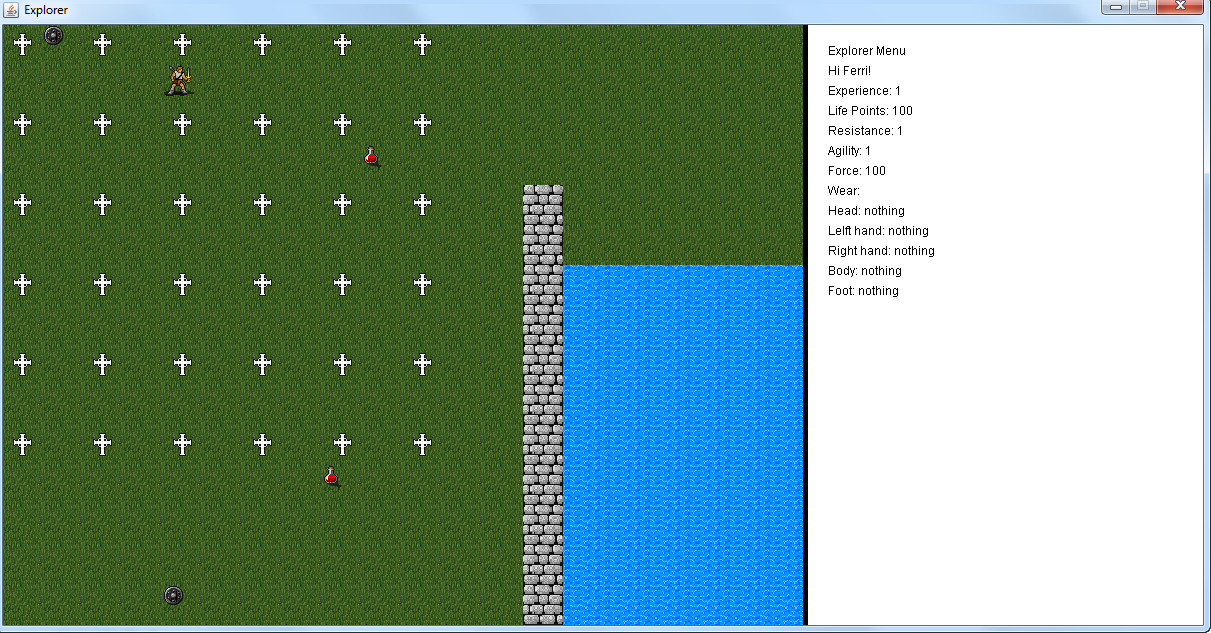 Explorer
Explorer Menu
Hi Ferri!
Experience: 1
Life Points: 100
Resistance: 1
Agility: 1
Force: 100
Wear:
Head: nothing
Lelft hand: nothing
Right hand: nothing
Body: nothing
Foot: nothing